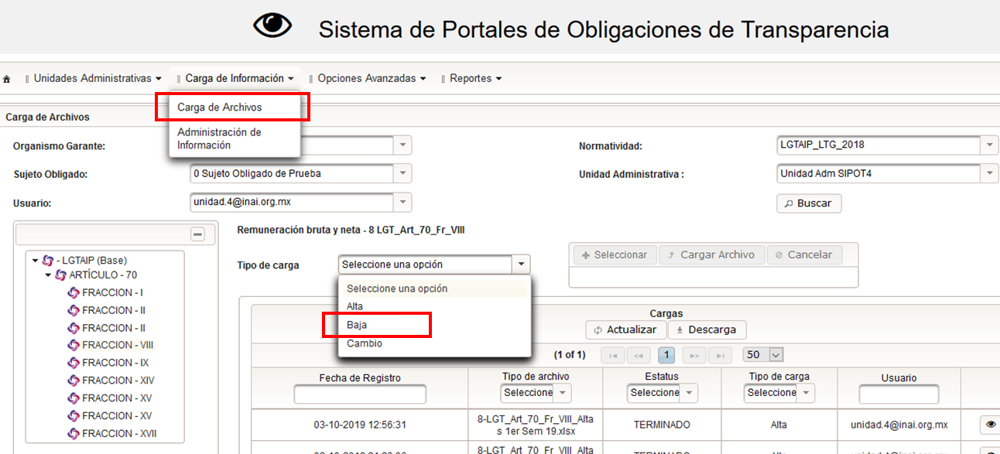 Sistema de Portales de Obligaciones de Transparencia
Unidades Administrativas
Carga de Información
Opciones Avanzadas
Reportes
Carga de Archivos
Administración de
Información
Carga de Archivos
Organismo Garante:
Normatividad:
LGTAIP_LTG_2018
Sujeto Obligado:
0 Sujeto Obligado de Prueba
Unidad Administrativa :
Unidad Adm SIPOT4
Usuario:
unidad.4@inai.org.mx
Buscar
- LGTAIP (Base)
ARTÍCULO - 70
FRACCION - I
FRACCION - II
FRACCION - II
FRACCION - VIII
FRACCION - IX
FRACCION - XIV
FRACCION - XV
FRACCION - XV
FRACCION - XVII
Remuneración bruta y neta - 8 LGT_Art_70_Fr_VIII
Tipo de carga
Seleccione una opción
Seleccione una opción
Alta
Baja
Cambio
Seleccionar
Cargar Archivo
Cancelar
Cargas
Actualizar
Descarga
(1 of 1)
1
50
Fecha de Registro
Tipo de archivo
Seleccione
Estatus
Seleccione
Tipo de carga
Seleccione
Usuario
03-10-2019 12:56:31
8-LGT_Art_70_Fr_VIII_Alta
s 1er Sem 19.xlsx
TERMINADO
Alta
unidad.4@inai.org.mx
8-LGT_Art_70_Fr_VIII_Alta